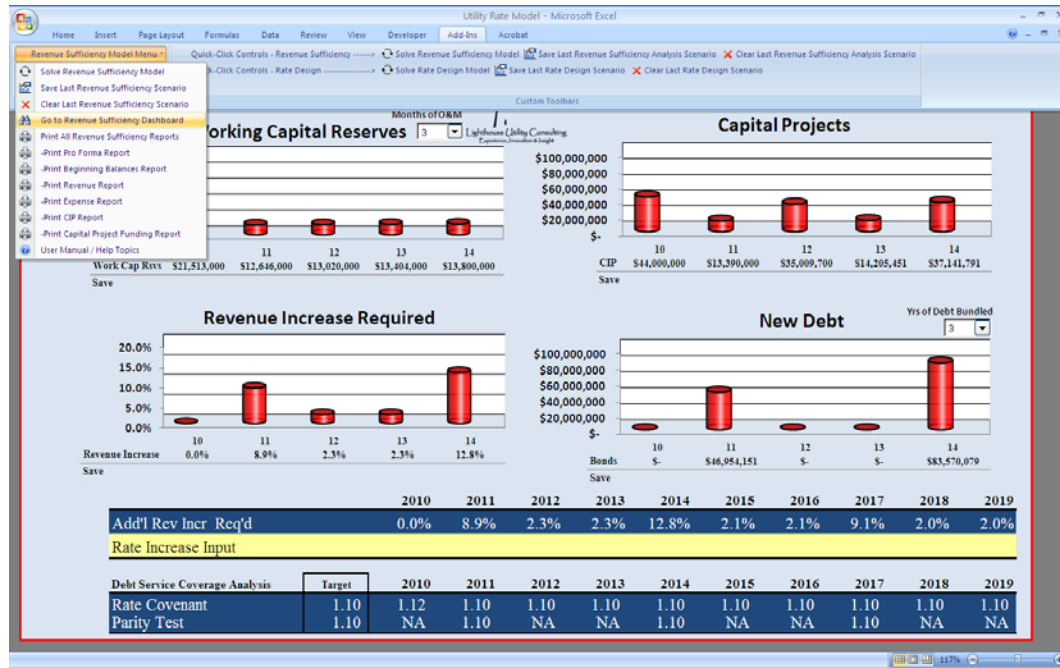 Utility Rate Model - Microsoft Excel
Home Insert Page Layout Formulas Data Review View Developer Add-Ins Acrobat
Revenue Sufficiency Model Menu Quick-Click Controls - Revenue Sufficiency ------> Solve Revenue Sufficiency Model Save Last Revenue Sufficiency Analysis Scenario Clear Last Revenue Sufficiency Analysis Scenario
k-Click Controls - Rate Design ---------------> Solve Rate Design Model Save Last Rate Design Scenario Clear Last Rate Design Scenario
Custom Toolbars
Solve Revenue Sufficiency Model
Save Last Revenue Sufficiency Scenario
Clear Last Revenue Sufficiency Scenario
Go to Revenue Sufficiency Dashboard
Print All Revenue Sufficiency Reports
-Print Pro Forma Report
-Print Beginning Balances Report
-Print Revenue Report
-Print Expense Report
-Print CIP Report
-Print Capital Project Funding Report
User Manual / Help Topics
Months of O&M
orking Capital Reserves 3
Lighthouse Utility Consulting
Experience, Innovation & Insight
11 12 13 14
Work Cap Rsvs $21,513,000 $12,646,000 $13,020,000 $13,404,000 $13,800,000
Save
Capital Projects
$100,000,000
$80,000,000
$60,000,000
$40,000,000
$20,000,000
$-
10 11 12 13 14
CIP $44,000,000 $13,390,000 $35,009,700 $14,205,451 $37,141,791
Save
Revenue Increase Required
20.0%
15.0%
10.0%
5.0%
0.0%
10 11 12 13 14
Revenue Increase 0.0% 8.9% 2.3% 2.3% 12.8%
Save
New Debt
Yrs of Debt Bundled
3
$100,000,000
$80,000,000
$60,000,000
$40,000,000
$20,000,000
$-
10 11 12 13 14
Bonds $- $46,954,151 $- $- $83,570,079
Save
2010 2011 2012 2013 2014 2015 2016 2017 2018 2019
Add'l Rev Incr Req'd 0.0% 8.9% 2.3% 2.3% 12.8% 2.1% 2.1% 9.1% 2.0% 2.0%
Rate Increase Input
Debt Service Coverage Analysis Target 2010 2011 2012 2013 2014 2015 2016 2017 2018 2019
Rate Covenant 1.10 1.12 1.10 1.10 1.10 1.10 1.10 1.10 1.10 1.10 1.10
Parity Test 1.10 NA 1.10 NA NA 1.10 NA NA 1.10 NA NA
117%